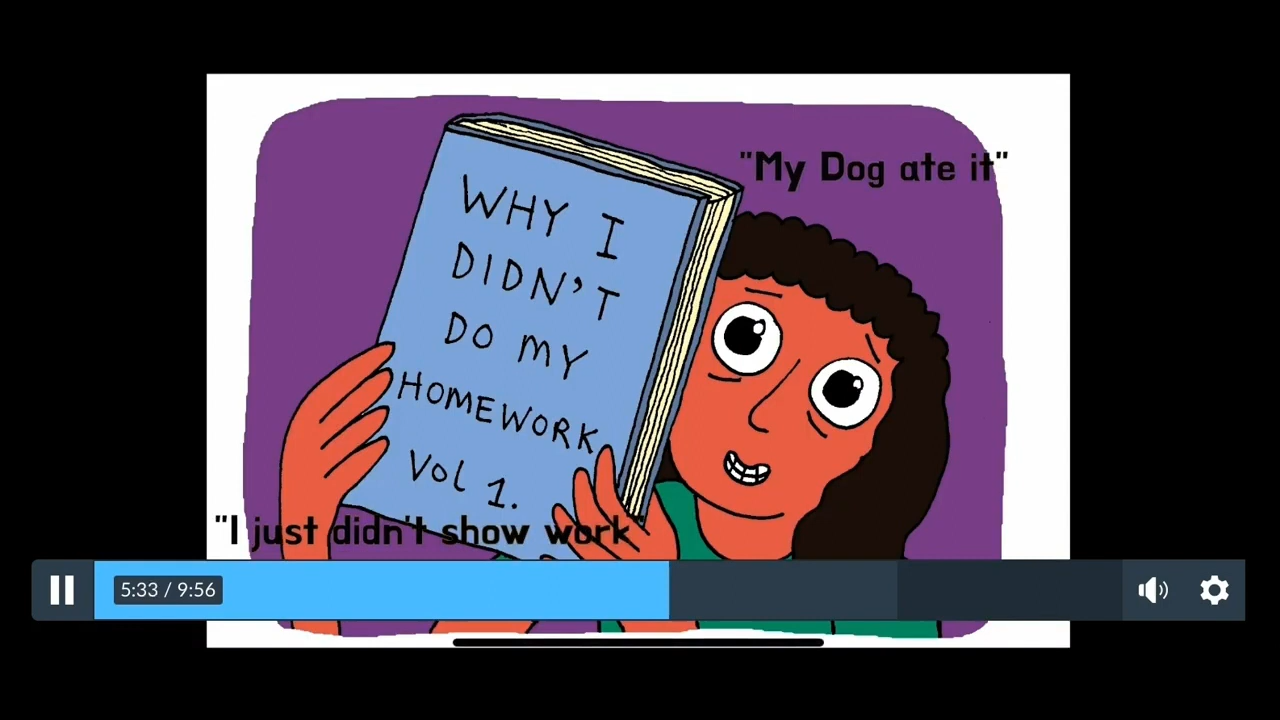 "My Dog ate it"
WHY I
DIDN'T
DO MY
HOMEWORK
Vol 1.
"I just didn't show work"
5:33 / 9:56